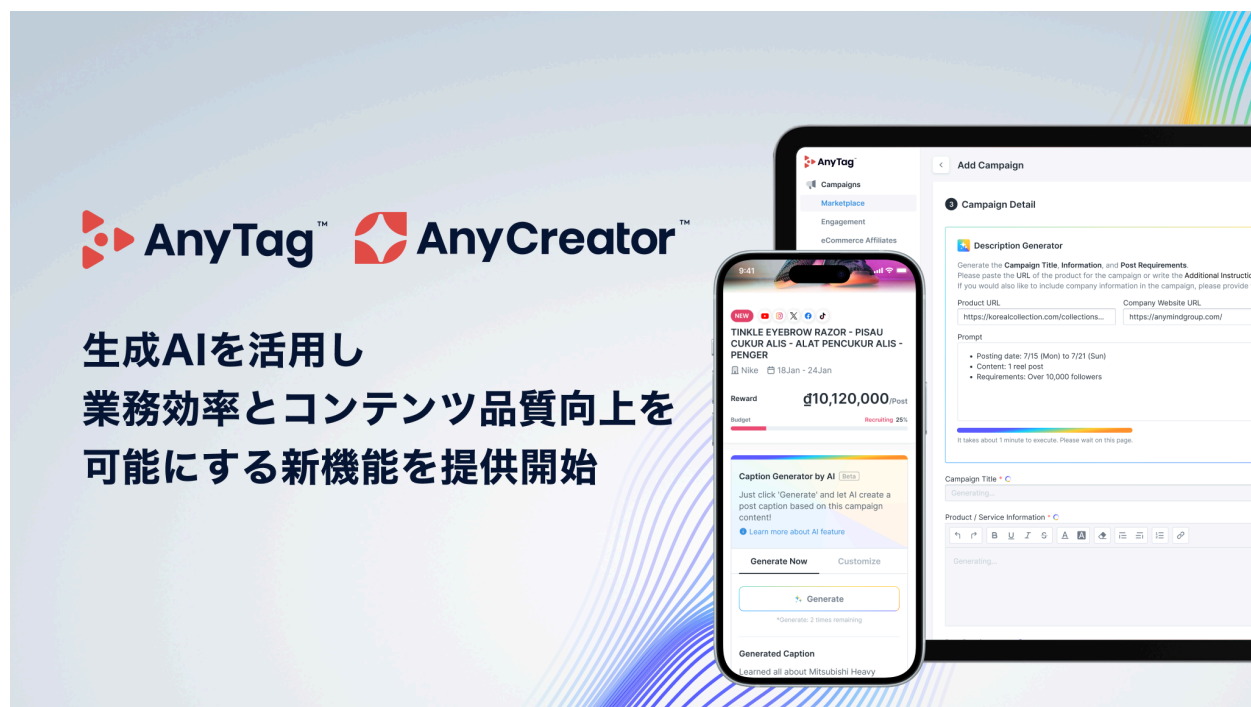 AnyTag™ AnyCreator™
生成AIを活用し
業務効率とコンテンツ品質向上を
可能にする新機能を提供開始
9:41
NEW
TINKLE EYEBROW RAZOR - PISAU
CUKUR ALIS - ALAT PENCUKUR ALIS -
PENGER
Nike 18Jan - 24Jan
Reward ₫10,120,000/Post
Budget Recruiting 25%
Caption Generator by AI Beta
Just click 'Generate' and let AI create a
post caption based on this campaign
content!
Learn more about AI feature
Generate Now Customize
Generate
*Generate: 2 times remaining
Generated Caption
Learned all about Mitsubishi Heavy
AnyTag
Campaigns
Marketplace
Engagement
eCommerce Affiliates
Add Campaign
3 Campaign Detail
Description Generator
Generate the Campaign Title, Information, and Post Requirements.
Please paste the URL of the product for the campaign or write the Additional Instructio
If you would also like to include company information in the campaign, please provide
Product URL Company Website URL
https://korealcollection.com/collections... https://anymindgroup.com/
Prompt
• Posting date: 7/15 (Mon) to 7/21 (Sun)
• Content: 1 reel post
• Requirements: Over 10,000 followers
It takes about 1 minute to execute. Please wait on this page.
Campaign Title *
Generating...
Product / Service Information *
B U I S A A
Generating...